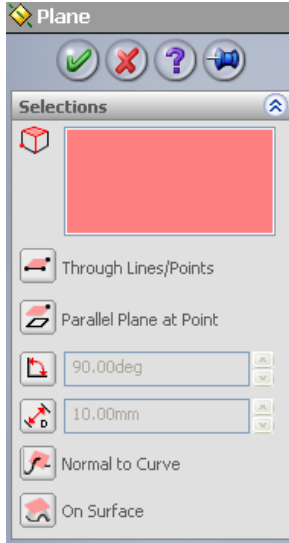 Plane
?
Selections
Through Lines/Points
Parallel Plane at Point
90.00deg
D 10.00mm
Normal to Curve
On Surface